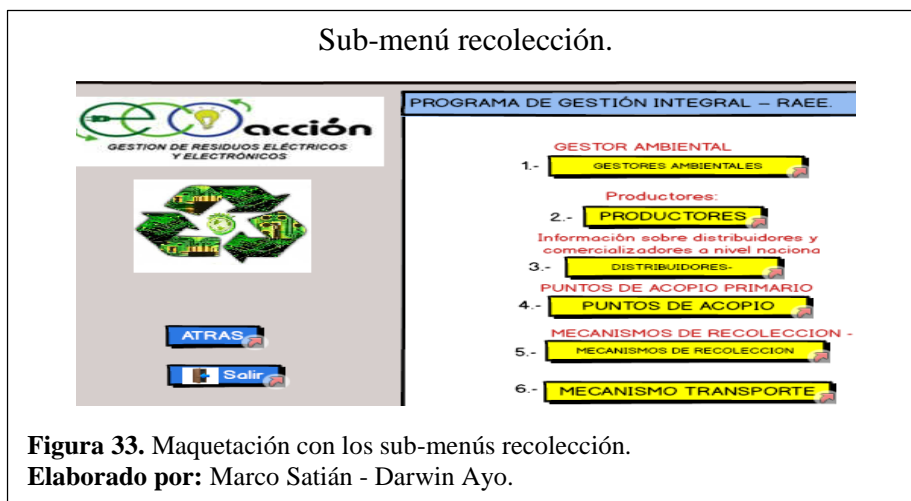 Sub-menú recolección.
ecoacción
GESTION DE RESIDUOS ELÉCTRICOS
Y ELECTRÓNICOS
ATRAS
Salir
PROGRAMA DE GESTIÓN INTEGRAL – RAEE.
GESTOR AMBIENTAL
1.- GESTORES AMBIENTALES
Productores:
2.- PRODUCTORES
Información sobre distribuidores y
comercializadores a nivel naciona
3.- DISTRIBUIDORES-
PUNTOS DE ACOPIO PRIMARIO
4.- PUNTOS DE ACOPIO
MECANISMOS DE RECOLECCION -
5.- MECANISMOS DE RECOLECCION
6.- MECANISMO TRANSPORTE
Figura 33. Maquetación con los sub-menús recolección.
Elaborado por: Marco Satián - Darwin Ayo.